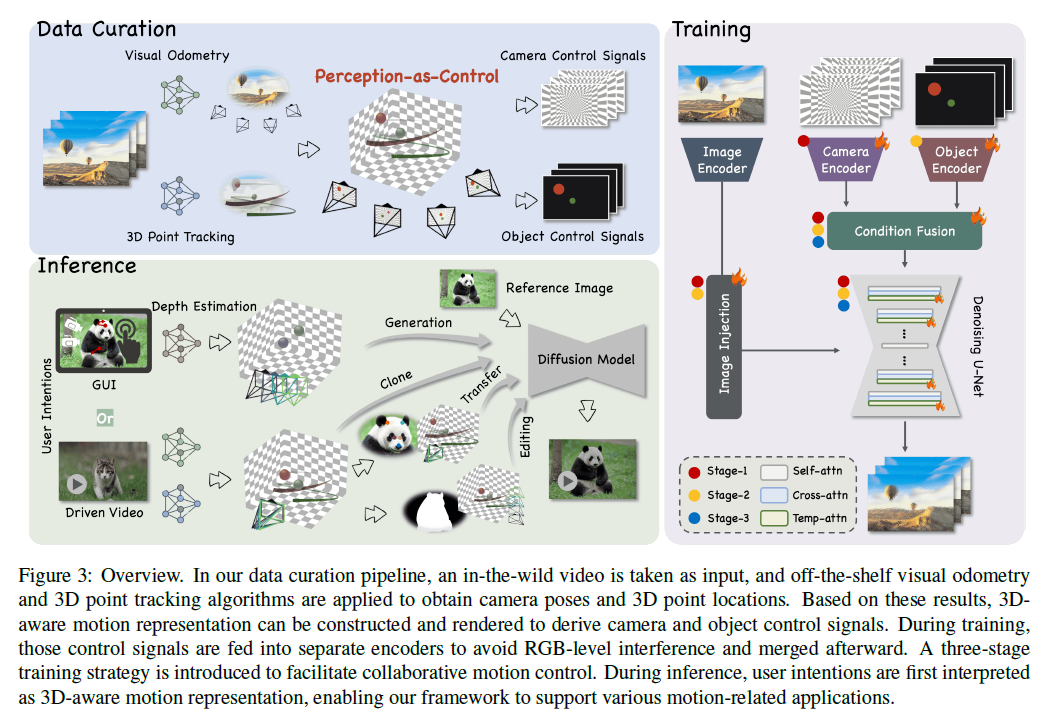 Data Curation
Visual Odometry
Perception-as-Control
Camera Control Signals
3D Point Tracking
Object Control Signals
Inference
User Intentions
GUI
Or
Driven Video
Depth Estimation
Generation
Clone
Transfer
Editing
Reference Image
Diffusion Model
Training
Image
Encoder
Camera
Encoder
Object
Encoder
Condition Fusion
Image Injection
Denoising U-Net
Stage-1
Stage-2
Stage-3
Self-attn
Cross-attn
Temp-attn
Figure 3: Overview. In our data curation pipeline, an in-the-wild video is taken as input, and off-the-shelf visual odometry
and 3D point tracking algorithms are applied to obtain camera poses and 3D point locations. Based on these results, 3D-
aware motion representation can be constructed and rendered to derive camera and object control signals. During training,
those control signals are fed into separate encoders to avoid RGB-level interference and merged afterward. A three-stage
training strategy is introduced to facilitate collaborative motion control. During inference, user intentions are first interpreted
as 3D-aware motion representation, enabling our framework to support various motion-related applications.